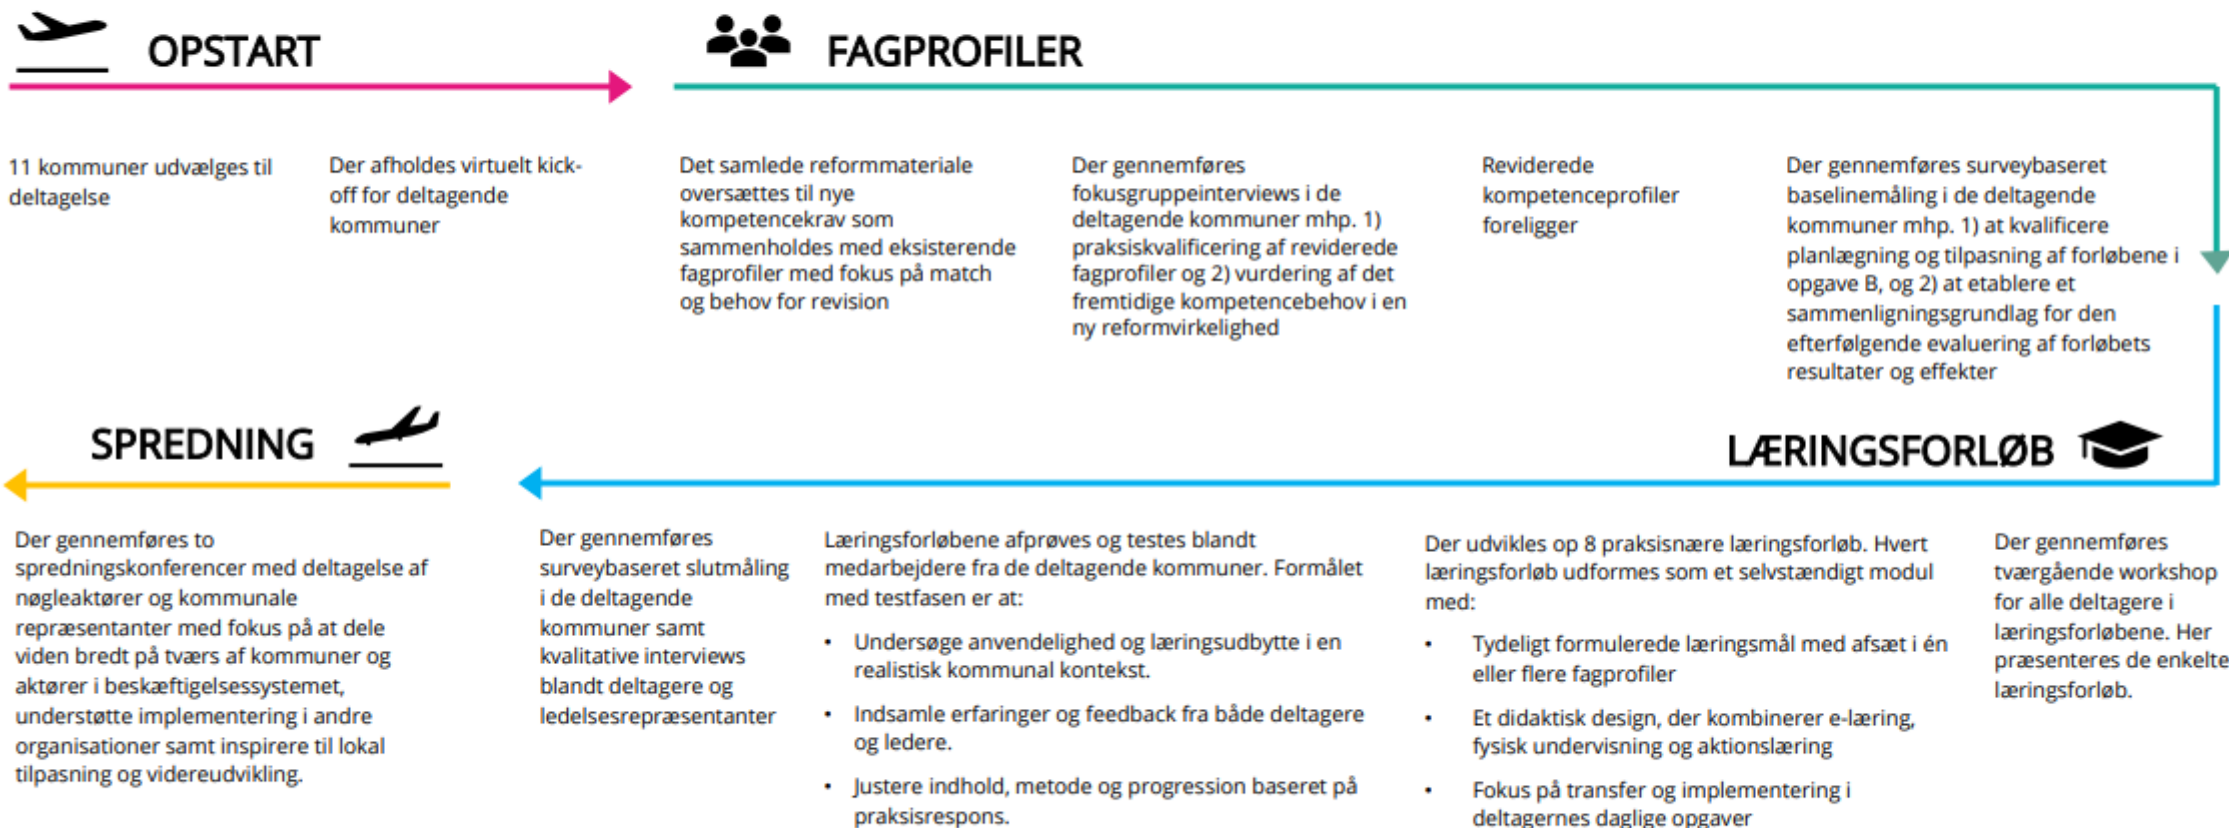 OPSTART
11 kommuner udvælges til
deltagelse
Der afholdes virtuelt kick-
off for deltagende
kommuner
FAGPROFILER
Det samlede reformmateriale
oversættes til nye
kompetencekrav som
sammenholdes med eksisterende
fagprofiler med fokus på match
og behov for revision
Der gennemføres
fokusgruppeinterviews i de
deltagende kommuner mhp. 1)
praksiskvalificering af reviderede
fagprofiler og 2) vurdering af det
fremtidige kompetencebehov i en
ny reformvirkelighed
Reviderede
kompetenceprofiler
foreligger
Der gennemføres surveybaseret
baselinemåling i de deltagende
kommuner mhp. 1) at kvalificere
planlægning og tilpasning af forløbene i
opgave B, og 2) at etablere et
sammenligningsgrundlag for den
efterfølgende evaluering af forløbets
resultater og effekter
LÆRINGSFORLØB
Der gennemføres
tværgående workshop
for alle deltagere i
læringsforløbene. Her
præsenteres de enkelte
læringsforløb.
Der udvikles op 8 praksisnære læringsforløb. Hvert
læringsforløb udformes som et selvstændigt modul
med:
• Tydeligt formulerede læringsmål med afsæt i én
eller flere fagprofiler
• Et didaktisk design, der kombinerer e-læring,
fysisk undervisning og aktionslæring
• Fokus på transfer og implementering i
deltagernes daglige opgaver
Læringsforløbene afprøves og testes blandt
medarbejdere fra de deltagende kommuner. Formålet
med testfasen er at:
• Undersøge anvendelighed og læringsudbytte i en
realistisk kommunal kontekst.
• Indsamle erfaringer og feedback fra både deltagere
og ledere.
• Justere indhold, metode og progression baseret på
praksisrespons.
Der gennemføres
surveybaseret slutmåling
i de deltagende
kommuner samt
kvalitative interviews
blandt deltagere og
ledelsesrepræsentanter
SPREDNING
Der gennemføres to
spredningskonferencer med deltagelse af
nøgleaktører og kommunale
repræsentanter med fokus på at dele
viden bredt på tværs af kommuner og
aktører i beskæftigelsessystemet,
understøtte implementering i andre
organisationer samt inspirere til lokal
tilpasning og videreudvikling.